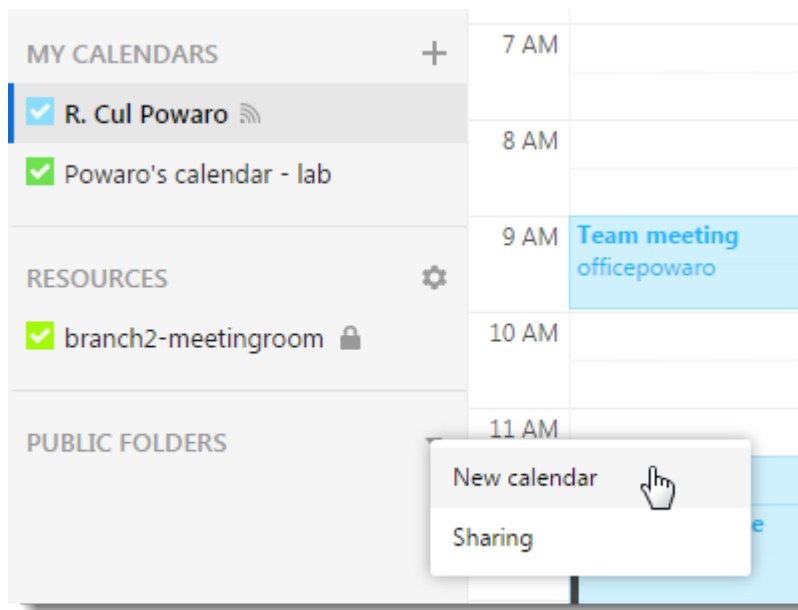 MY CALENDARS
R. Cul Powaro
Powaro's calendar - lab
RESOURCES
branch2-meetingroom
PUBLIC FOLDERS
7 AM
8 AM
9 AM
Team meeting
officepowaro
10 AM
11 AM
New calendar
Sharing